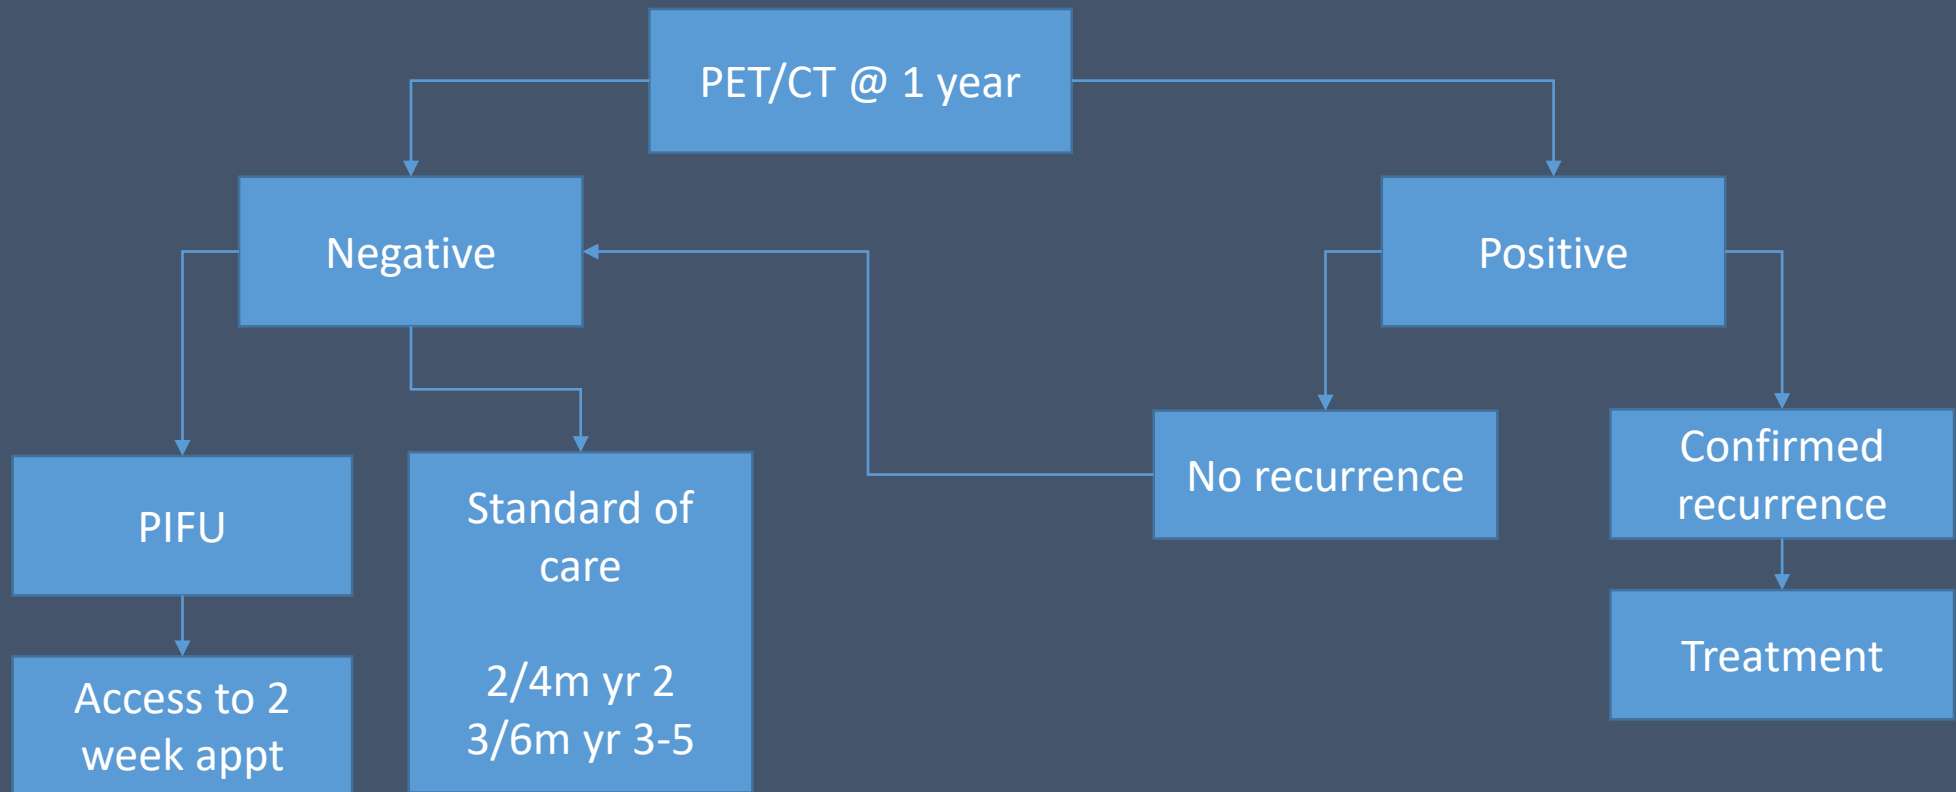 PET/CT @ 1 year
Negative
Positive
No recurrence
Confirmed
recurrence
PIFU
Standard of
care
2/4m yr 2
3/6m yr 3-5
Treatment
Access to 2
week appt